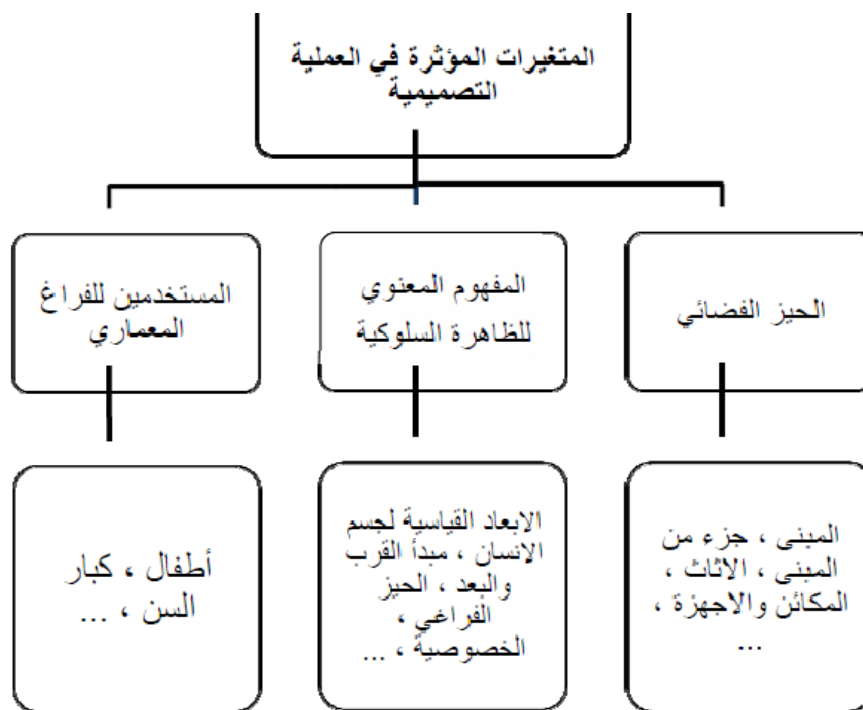 المتغيرات المؤثرة في العملية
التصميمية
الحيز الفضائي
المفهوم المعنوي
للظاهرة السلوكية
المستخدمين للفراغ
المعماري
المبنى ، جزء من
المبنى ، الاثاث ،
المكائن والاجهزة ،
...
الابعاد القياسية لجسم
الانسان ، مبدأ القرب
والبعد ، الحيز
الفراغي ،
الخصوصية ، ...
أطفال ، كبار
السن ، ...